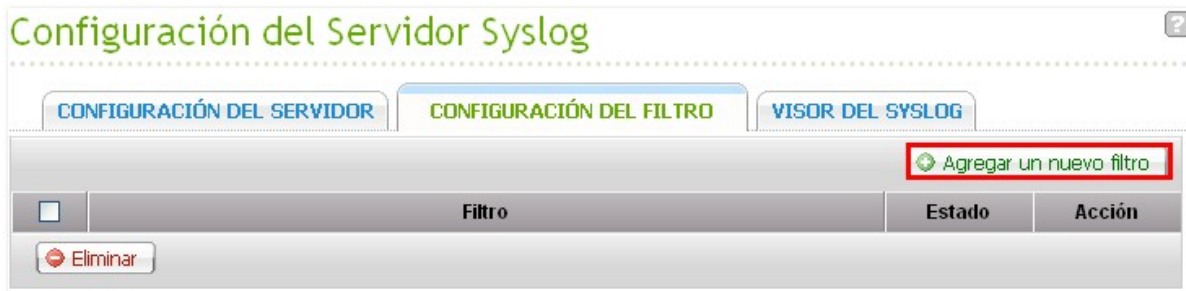 Configuración del Servidor Syslog
?
CONFIGURACIÓN DEL SERVIDOR CONFIGURACIÓN DEL FILTRO VISOR DEL SYSLOG
Agregar un nuevo filtro
Filtro Estado Acción
Eliminar